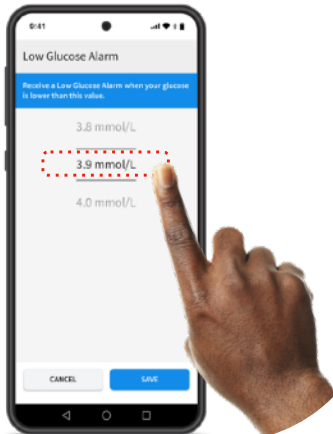 9:41
Low Glucose Alarm
Receive a Low Glucose Alarm when your glucose
is lower than this value.
3.8 mmol/L
3.9 mmol/L
4.0 mmol/L
CANCEL
SAVE